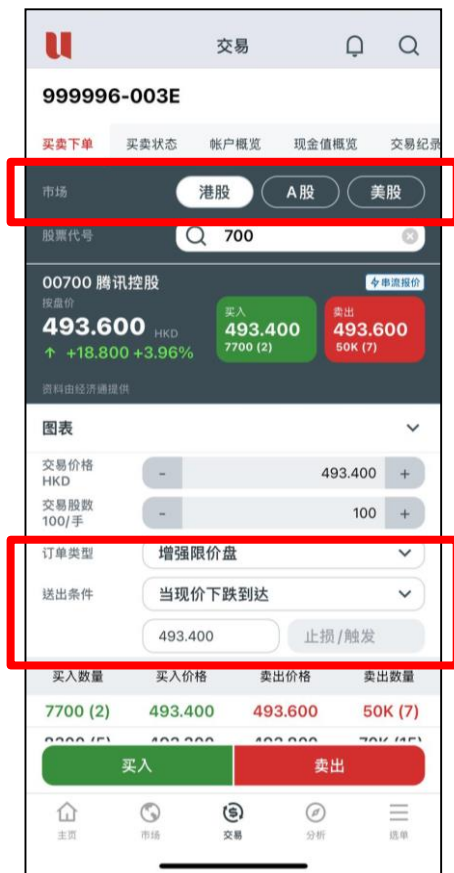 交易
999996-003E
买卖下单 买卖状态 帐户概览 现金值概览 交易纪录
市场 港股 A股 美股
股票代号 700
00700 腾讯控股 串流报价
按盘价
493.600 HKD
↑ +18.800 +3.96%
买入
493.400
7700 (2)
卖出
493.600
50K (7)
资料由经济通提供
图表
交易价格
HKD
- 493.400 +
交易股数
100/手
- 100 +
订单类型 增强限价盘
送出条件 当现价下跌到达
493.400 止损/触发
买入数量 买入价格 卖出价格 卖出数量
7700 (2) 493.400 493.600 50K (7)
买入 卖出
主页 市场 交易 分析 选单